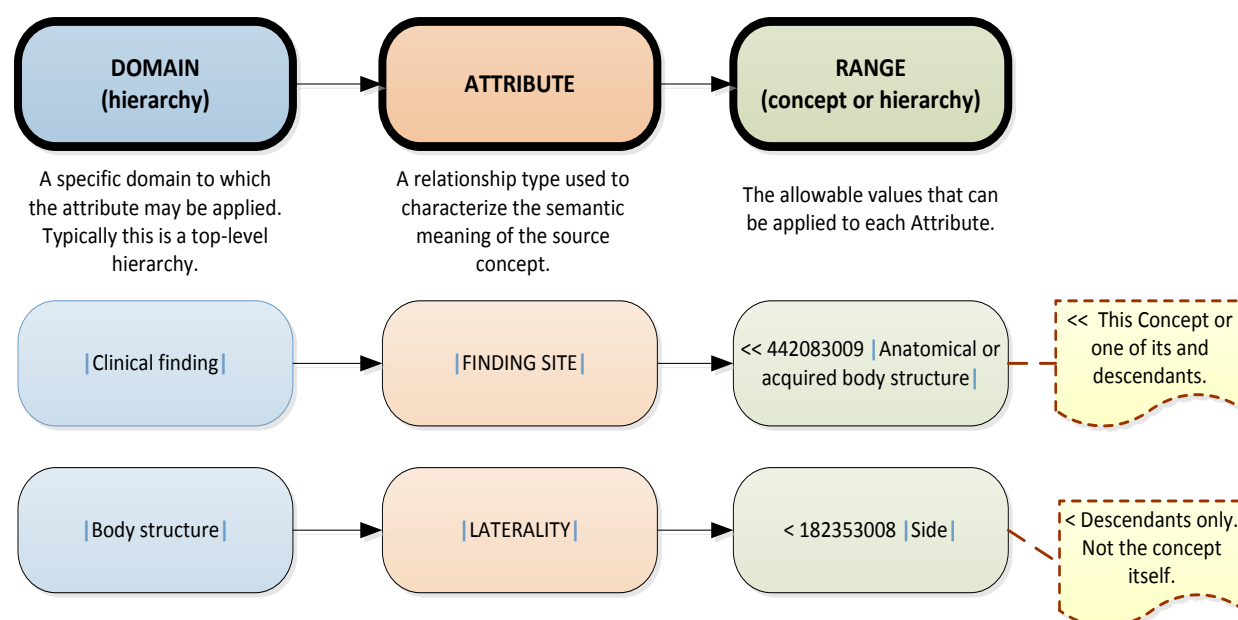 DOMAIN
(hierarchy)
ATTRIBUTE
RANGE
(concept or hierarchy)
A specific domain to which
the attribute may be applied.
Typically this is a top-level
hierarchy.
A relationship type used to
characterize the semantic
meaning of the source
concept.
The allowable values that can
be applied to each Attribute.
|Clinical finding|
|FINDING SITE|
<< 442083009 |Anatomical or
acquired body structure|
<< This Concept or
one of its and
descendants.
|Body structure|
|LATERALITY|
< 182353008 |Side|
< Descendants only.
Not the concept
itself.